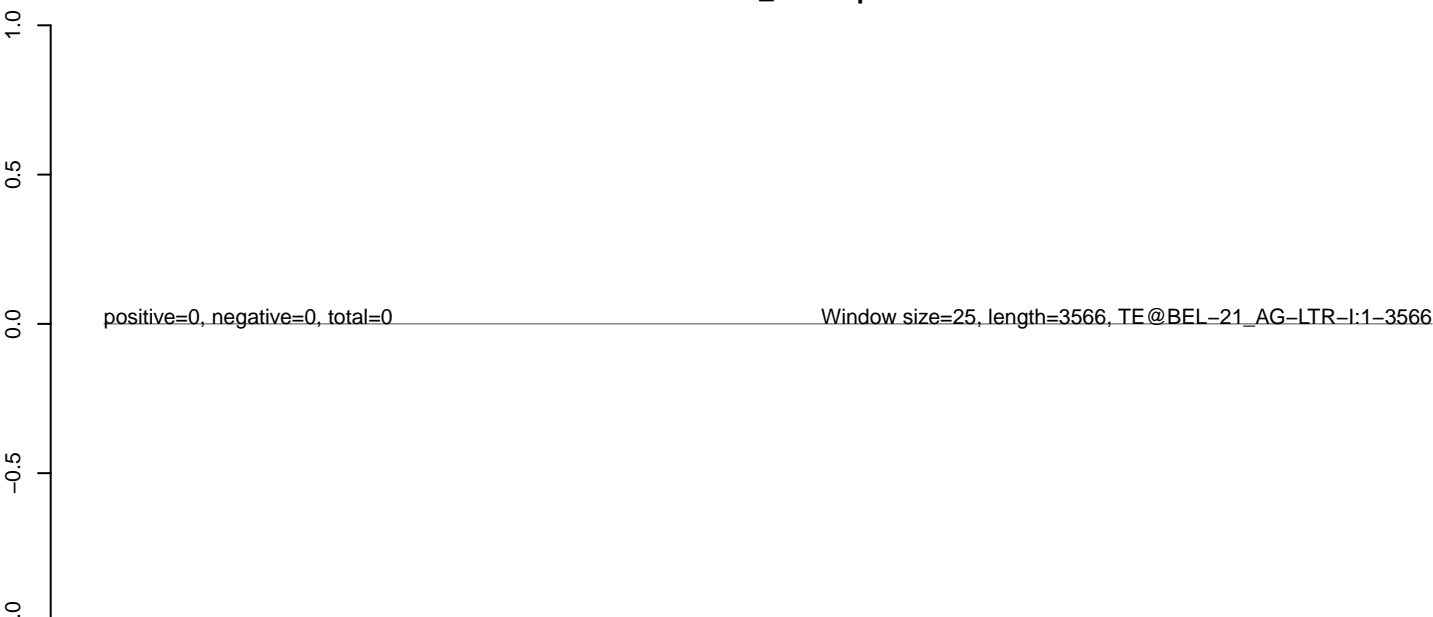 1.0
0.5
positive=0, negative=0, total=0 Window size=25, length=3566, TE@BEL−21_AG−LTR−I:1−3566
0.0
−0.5